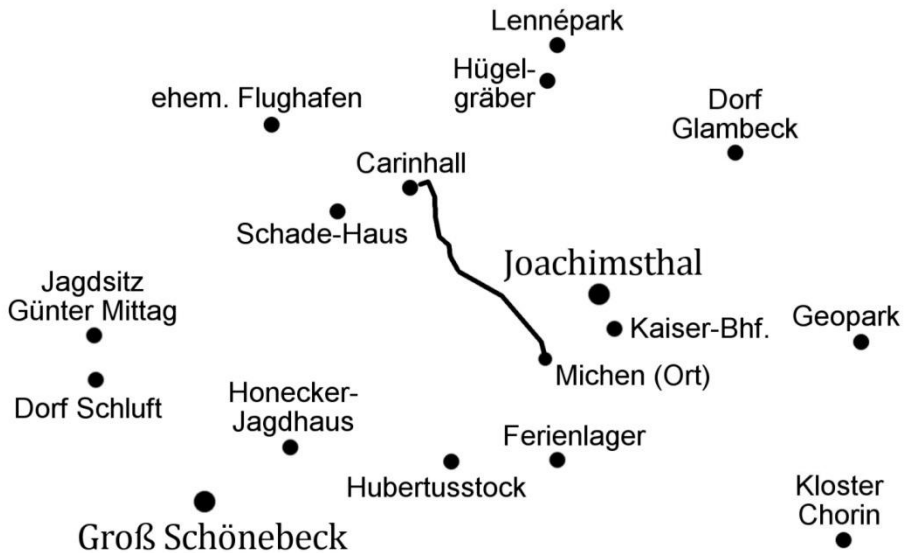 Lennépark
Hügel-
gräber
ehem. Flughafen
Dorf
Glambeck
Carinhall
Schade-Haus
Joachimsthal
Jagdsitz
Günter Mittag
Kaiser-Bhf.
Geopark
Michen (Ort)
Dorf Schluft
Honecker-
Jagdhaus
Ferienlager
Hubertusstock
Kloster
Chorin
Groß Schönebeck